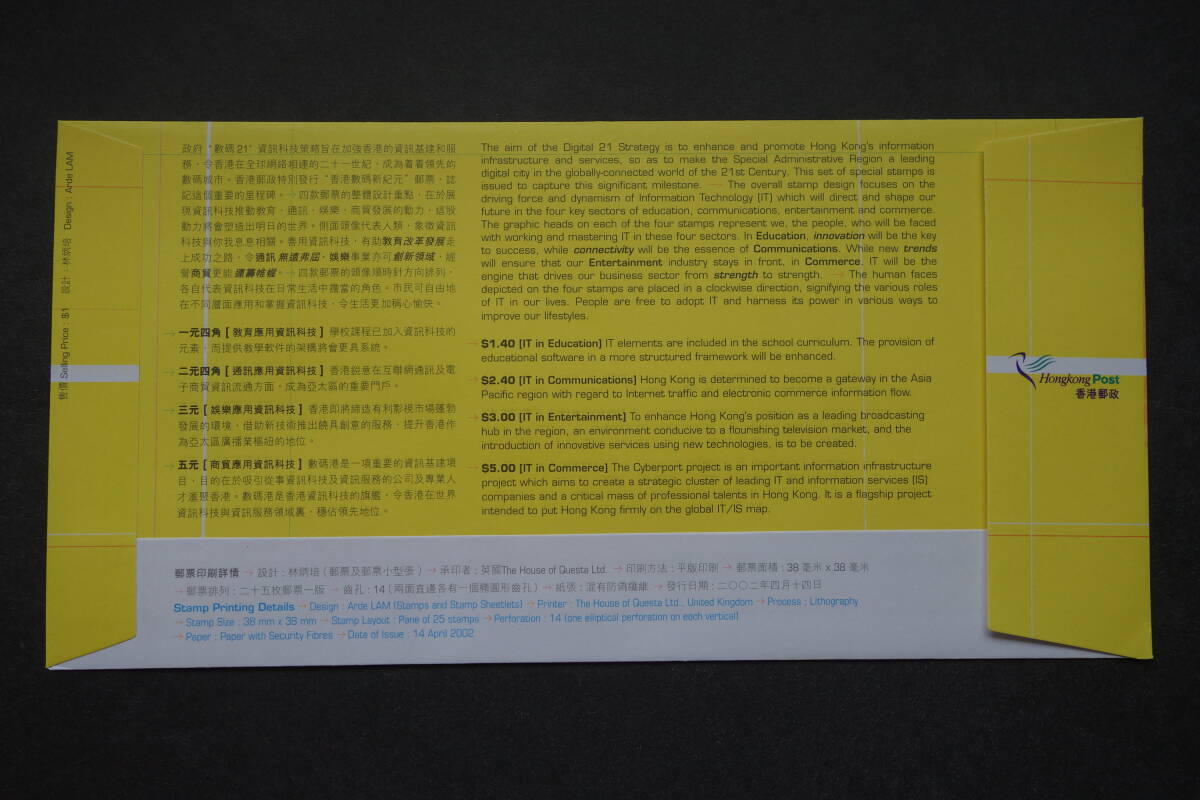 售價 Selling Price : $1 設計 : 林炳培 Design : Arde LAM
政府“數碼21”資訊科技策略旨在加強香港的資訊基建和服
務，令香港在全球網絡相連的二十一世紀，成為着着領先的
數碼城市。香港郵政特別發行“香港數碼新紀元”郵票，誌
記這個重要的里程碑。→ 四款郵票的整體設計重點，在於展
現資訊科技推動教育、通訊、娛樂、商貿發展的動力，這股
動力將會塑造出明日的世界。側面頭像代表人類，象徵資訊
科技與你我息息相關。善用資訊科技，有助教育改革發展走
上成功之路，令通訊無遠弗屆，娛樂事業亦可創新領域，經
營商貿更能運籌帷幄。→ 四款郵票的頭像順時針方向排列，
各自代表資訊科技在日常生活中擔當的角色。市民可自由地
在不同層面應用和掌握資訊科技，令生活更加稱心愉快。
→ 一元四角 [ 教育應用資訊科技 ] 學校課程已加入資訊科技的
元素，而提供教學軟件的架構將會更具系統。
→ 二元四角 [ 通訊應用資訊科技 ] 香港銳意在互聯網通訊及電
子商貿資訊流通方面，成為亞太區的重要門戶。
→ 三元 [ 娛樂應用資訊科技 ] 香港即將締造有利影視市場蓬勃
發展的環境，借助新技術推出饒具創意的服務，提升香港作
為亞太區廣播業樞紐的地位。
→ 五元 [ 商貿應用資訊科技 ] 數碼港是一項重要的資訊基建項
目，目的在於吸引從事資訊科技及資訊服務的公司及專業人
才滙聚香港。數碼港是香港資訊科技的旗艦，令香港在世界
資訊科技與資訊服務領域裏，穩佔領先地位。
The aim of the Digital 21 Strategy is to enhance and promote Hong Kong's information
infrastructure and services, so as to make the Special Administrative Region a leading
digital city in the globally-connected world of the 21st Century. This set of special stamps is
issued to capture this significant milestone. → The overall stamp design focuses on the
driving force and dynamism of Information Technology (IT) which will direct and shape our
future in the four key sectors of education, communications, entertainment and commerce.
The graphic heads on each of the four stamps represent we, the people, who will be faced
with working and mastering IT in these four sectors. In Education, innovation will be the key
to success, while connectivity will be the essence of Communications. While new trends
will ensure that our Entertainment industry stays in front, in Commerce, IT will be the
engine that drives our business sector from strength to strength. → The human faces
depicted on the four stamps are placed in a clockwise direction, signifying the various roles
of IT in our lives. People are free to adopt IT and harness its power in various ways to
improve our lifestyles.
→ $1.40 (IT in Education) IT elements are included in the school curriculum. The provision of
educational software in a more structured framework will be enhanced.
→ $2.40 (IT in Communications) Hong Kong is determined to become a gateway in the Asia
Pacific region with regard to Internet traffic and electronic commerce information flow.
→ $3.00 (IT in Entertainment) To enhance Hong Kong's position as a leading broadcasting
hub in the region, an environment conducive to a flourishing television market, and the
introduction of innovative services using new technologies, is to be created.
→ $5.00 (IT in Commerce) The Cyberport project is an important information infrastructure
project which aims to create a strategic cluster of leading IT and information services (IS)
companies and a critical mass of professional talents in Hong Kong. It is a flagship project
intended to put Hong Kong firmly on the global IT/IS map.
Hongkong Post
香港郵政
郵票印刷詳情 → 設計 : 林炳培 ( 郵票及郵票小型張 ) → 承印者 : 英國The House of Questa Ltd. → 印刷方法 : 平版印刷 → 郵票面積 : 38 毫米 x 38 毫米
→ 郵票排列 : 二十五枚郵票一版 → 齒孔 : 14 ( 兩面直邊各有一個橢圓形齒孔 ) → 紙張 : 混有防偽纖維 → 發行日期 : 二〇〇二年四月十四日
Stamp Printing Details → Design : Arde LAM (Stamps and Stamp Sheetlets) → Printer : The House of Questa Ltd., United Kingdom → Process : Lithography
→ Stamp Size : 38 mm x 38 mm → Stamp Layout : Pane of 25 stamps → Perforation : 14 (one elliptical perforation on each vertical)
→ Paper : Paper with Security Fibres → Date of Issue : 14 April 2002